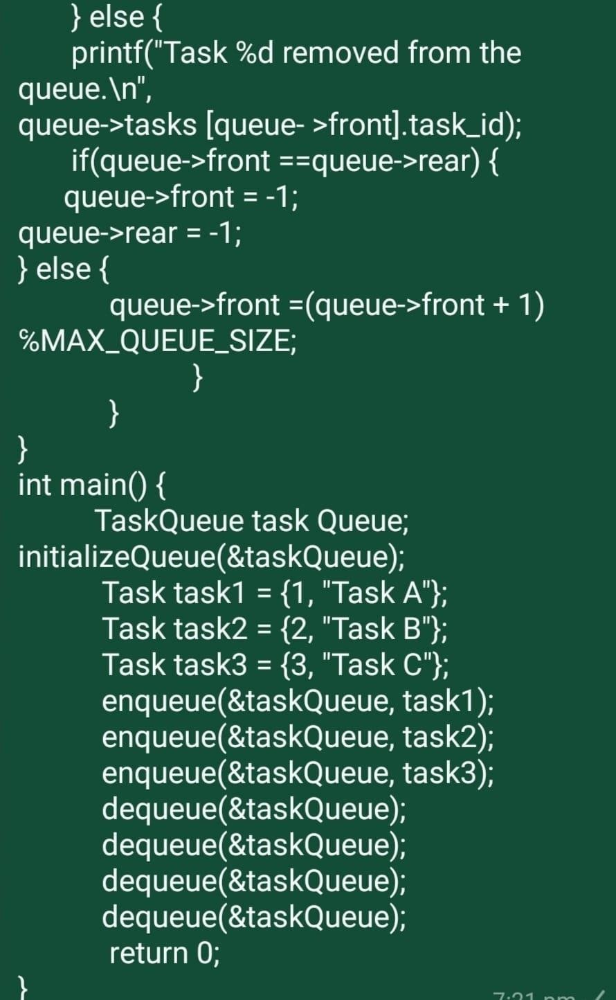 } else {
printf("Task %d removed from the
queue.\n",
queue->tasks [queue- >front].task_id);
if(queue->front ==queue->rear) {
queue->front = -1;
queue->rear = -1;
} else {
queue->front =(queue->front + 1)
%MAX_QUEUE_SIZE;
}
}
}
int main() {
TaskQueue task Queue;
initializeQueue(&taskQueue);
Task task1 = {1, "Task A"};
Task task2 = {2, "Task B"};
Task task3 = {3, "Task C"};
enqueue(&taskQueue, task1);
enqueue(&taskQueue, task2);
enqueue(&taskQueue, task3);
dequeue(&taskQueue);
dequeue(&taskQueue);
dequeue(&taskQueue);
dequeue(&taskQueue);
return 0;
}